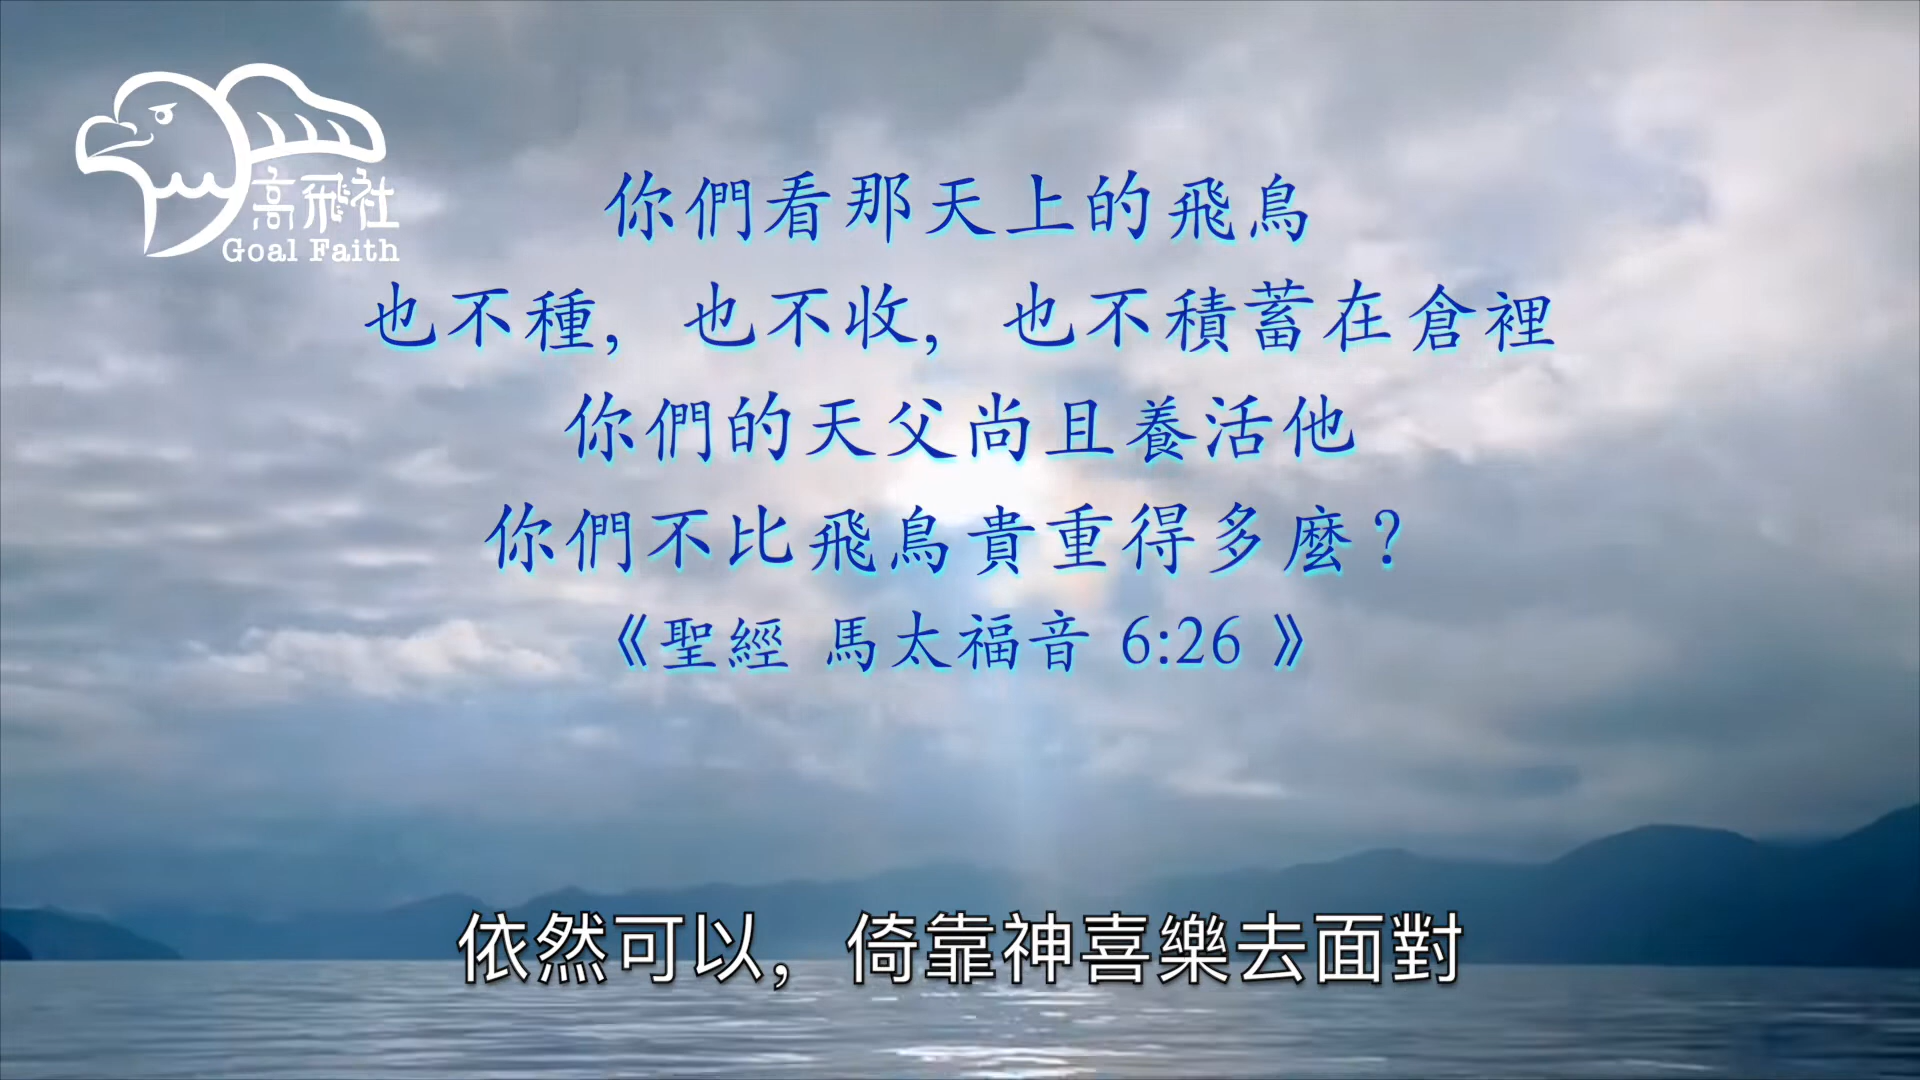 高飛社
Goal Faith
你們看那天上的飛鳥
也不種，也不收，也不積蓄在倉裡
你們的天父尚且養活他
你們不比飛鳥貴重得多麼？
《聖經 馬太福音 6:26 》
依然可以，倚靠神喜樂去面對